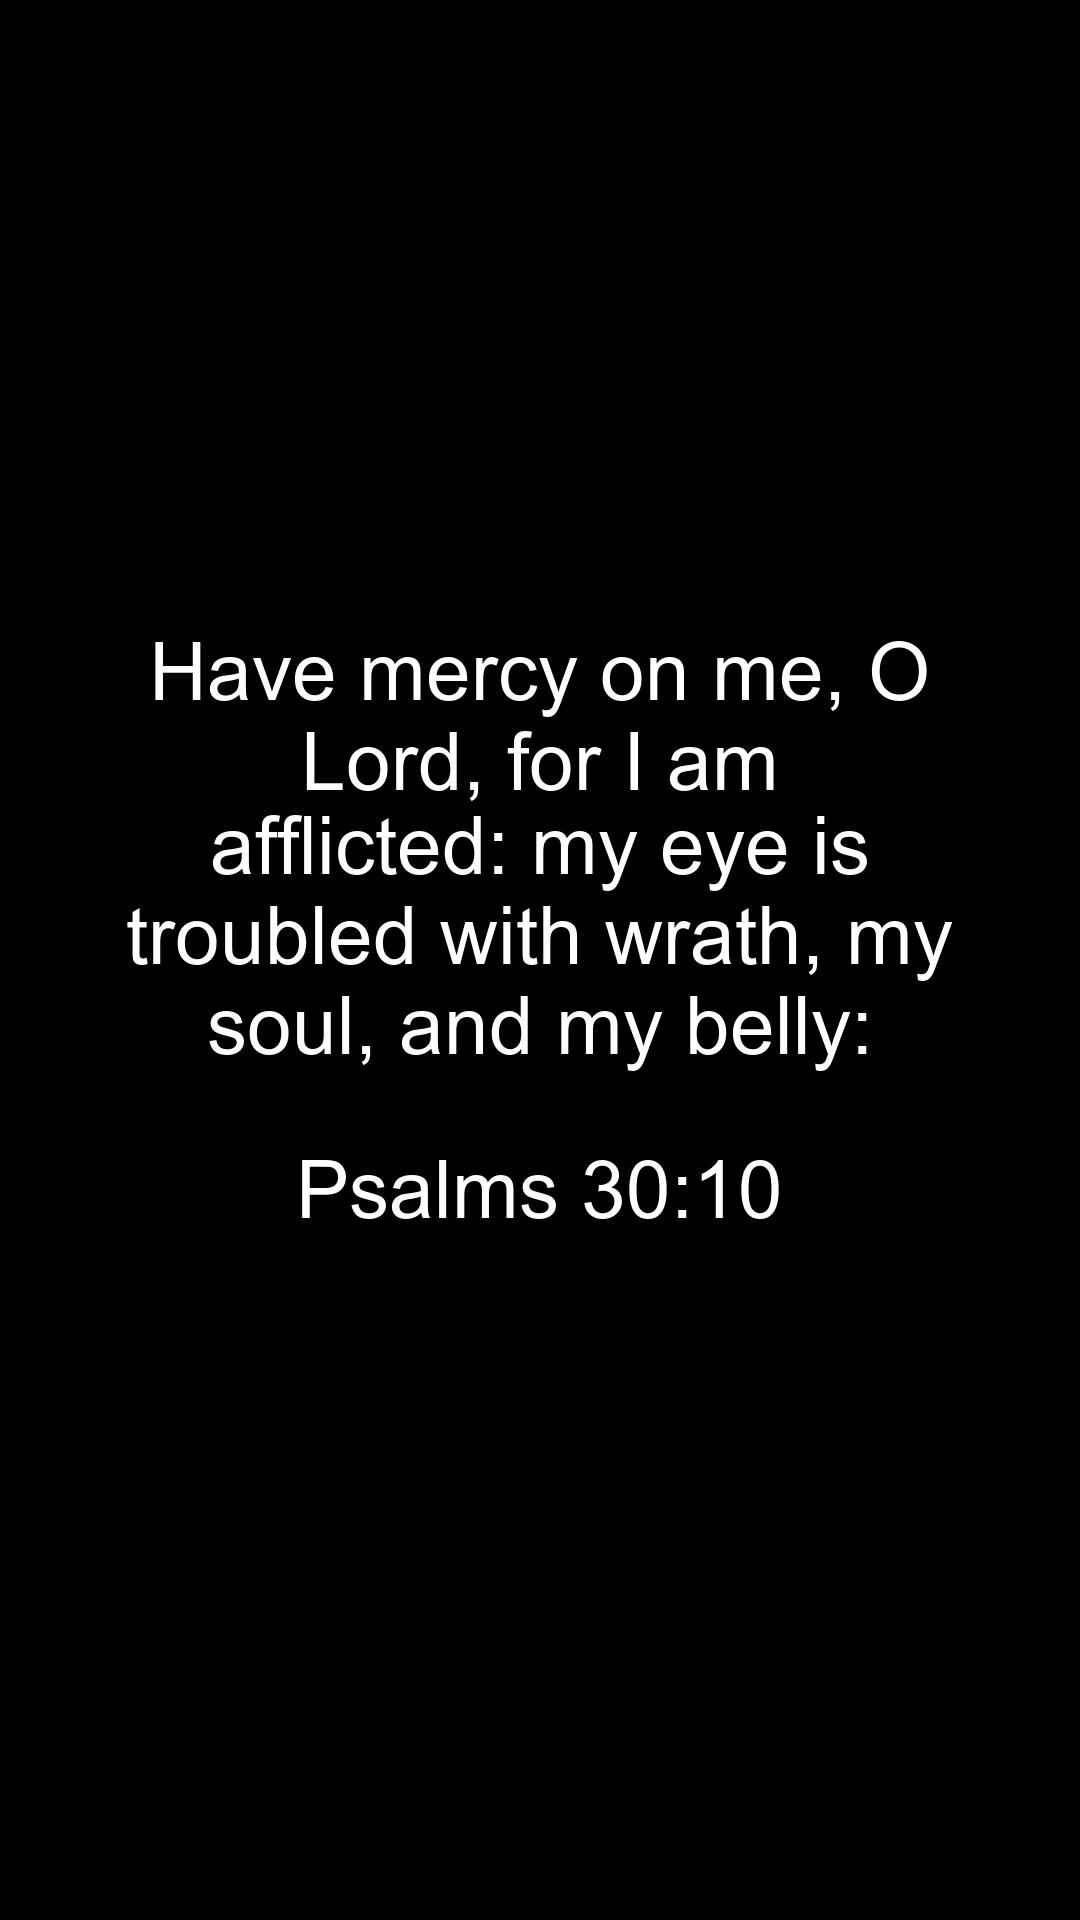 Have mercy on me, O
Lord, for I am
afflicted: my eye is
troubled with wrath, my
soul, and my belly:
Psalms 30:10